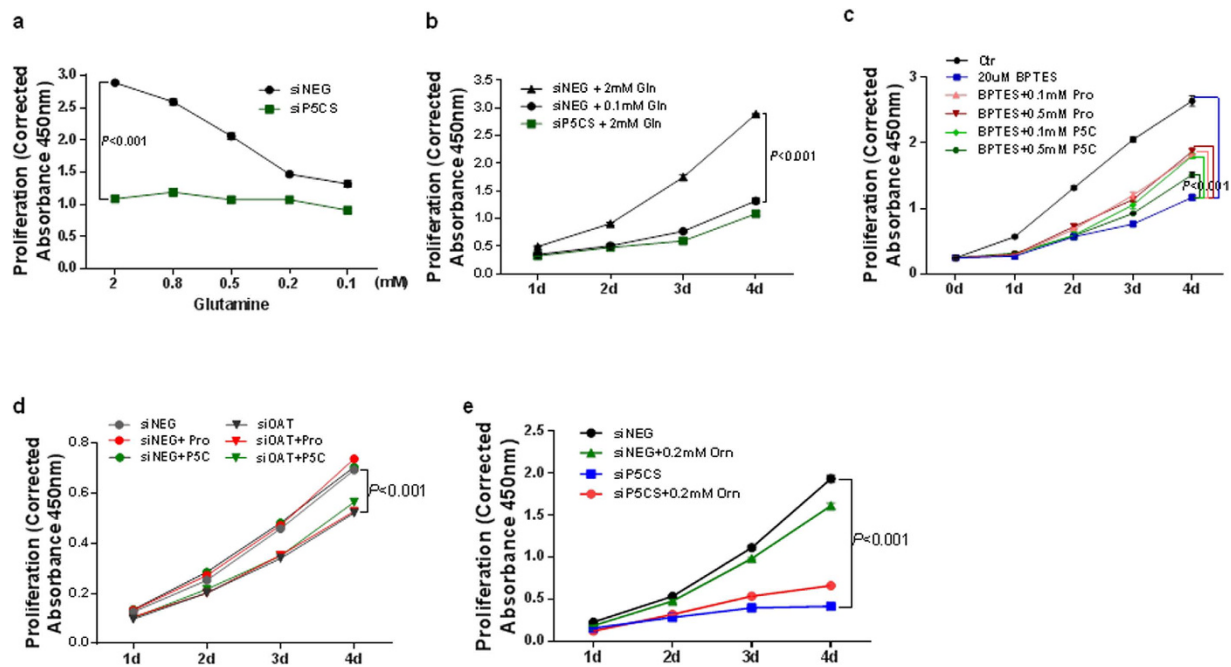 a
Proliferation (Corrected
Absorbance 450nm)
3.0
2.5
2.0
1.5
1.0
0.5
0.0
siNEG
siP5CS
P<0.001
2 0.8 0.5 0.2 0.1 (mM)
Glutamine
b
Proliferation (Corrected
Absorbance 450nm)
3.5
3.0
2.5
2.0
1.5
1.0
0.5
0.0
siNEG + 2mM Gln
siNEG + 0.1mM Gln
siP5CS + 2mM Gln
P<0.001
1d 2d 3d 4d
c
Proliferation (Corrected
Absorbance 450nm)
3
2
1
0
Ctr
20uM BPTES
BPTES+0.1mM Pro
BPTES+0.5mM Pro
BPTES+0.1mM P5C
BPTES+0.5mM P5C
P<0.001
0d 1d 2d 3d 4d
d
Proliferation (Corrected
Absorbance 450nm)
0.8
0.6
0.4
0.2
0.0
siNEG siOAT
siNEG+ Pro siOAT+Pro
siNEG+P5C siOAT+P5C
P<0.001
1d 2d 3d 4d
e
Proliferation (Corrected
Absorbance 450nm)
2.5
2.0
1.5
1.0
0.5
0.0
siNEG
siNEG+0.2mM Orn
siP5CS
siP5CS+0.2mM Orn
P<0.001
1d 2d 3d 4d